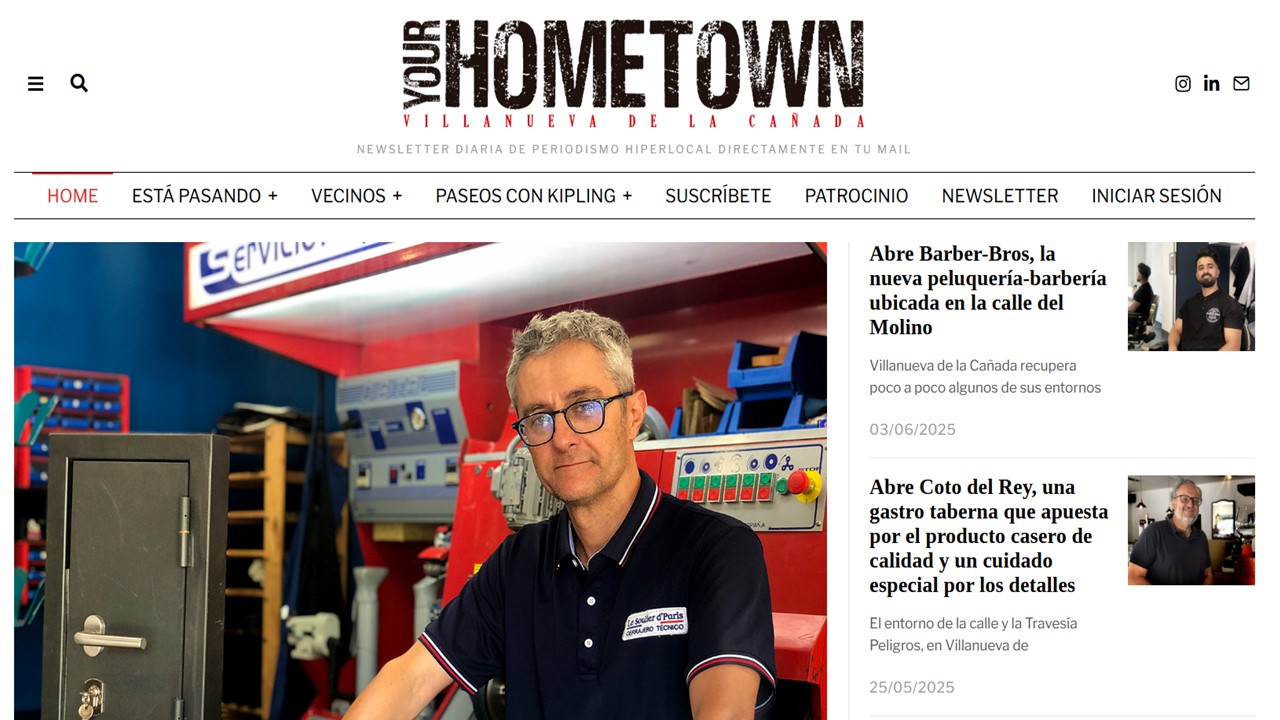 YOUR HOMETOWN
VILLANUEVA DE LA CAÑADA
NEWSLETTER DIARIA DE PERIODISMO HIPERLOCAL DIRECTAMENTE EN TU MAIL
HOME ESTÁ PASANDO + VECINOS + PASEOS CON KIPLING + SUSCRÍBETE PATROCINIO NEWSLETTER INICIAR SESIÓN
STOP
Le Soulier d'Paris
CERRAJERO TÉCNICO
Abre Barber-Bros, la
nueva peluquería-barbería
ubicada en la calle del
Molino
Villanueva de la Cañada recupera
poco a poco algunos de sus entornos
03/06/2025
Abre Coto del Rey, una
gastro taberna que apuesta
por el producto casero de
calidad y un cuidado
especial por los detalles
El entorno de la calle y la Travesía
Peligros, en Villanueva de
25/05/2025